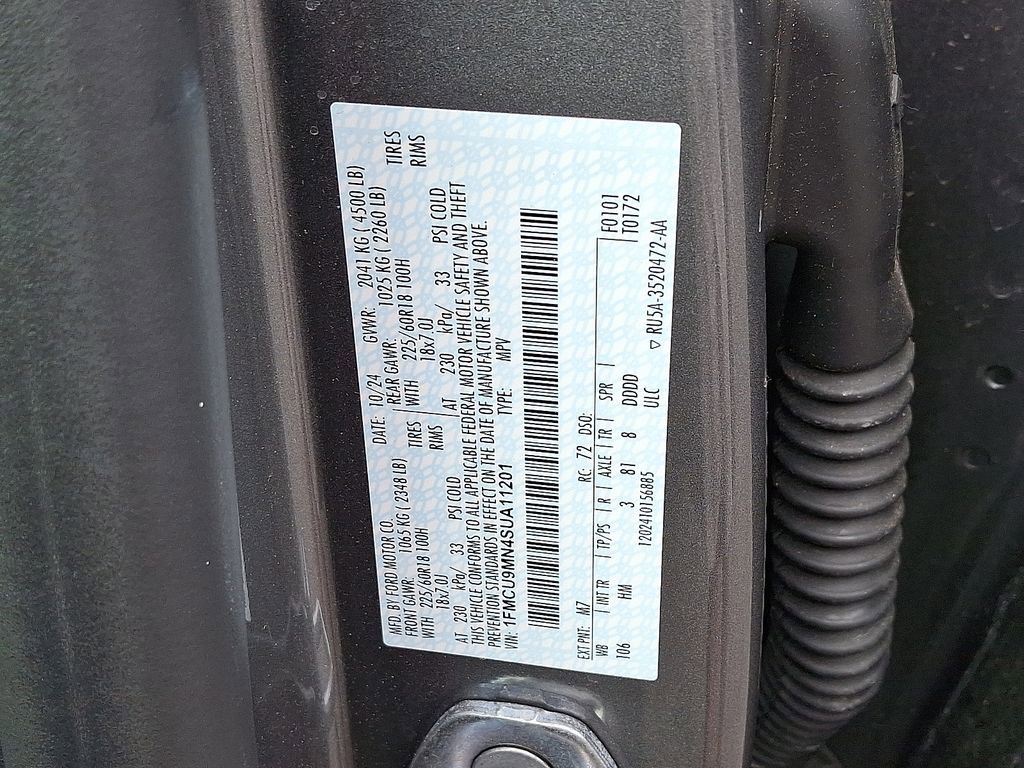 MFD. BY FORD MOTOR CO. DATE: 10/24 GVWR: 2041 KG ( 4500 LB)
FRONT GAWR: 1065 KG ( 2348 LB) REAR GAWR: 1025 KG ( 2260 LB)
WITH 225/60R18 100H TIRES WITH 225/60R18 100H TIRES
18x7.0J RIMS 18x7.0J RIMS
AT 230 kPa/ 33 PSI COLD AT 230 kPa/ 33 PSI COLD
THIS VEHICLE CONFORMS TO ALL APPLICABLE FEDERAL MOTOR VEHICLE SAFETY AND THEFT
PREVENTION STANDARDS IN EFFECT ON THE DATE OF MANUFACTURE SHOWN ABOVE.
VIN: 1FMCU9MN4SUA11201 TYPE: MPV
EXT PNT: M7 RC: 72 DSO: F0101
WB INT TR TP/PS R AXLE TR SPR T0172
106 HM 3 81 8 DDDDD
1202410156885 ULC ▽ RU5A-3520472-AA